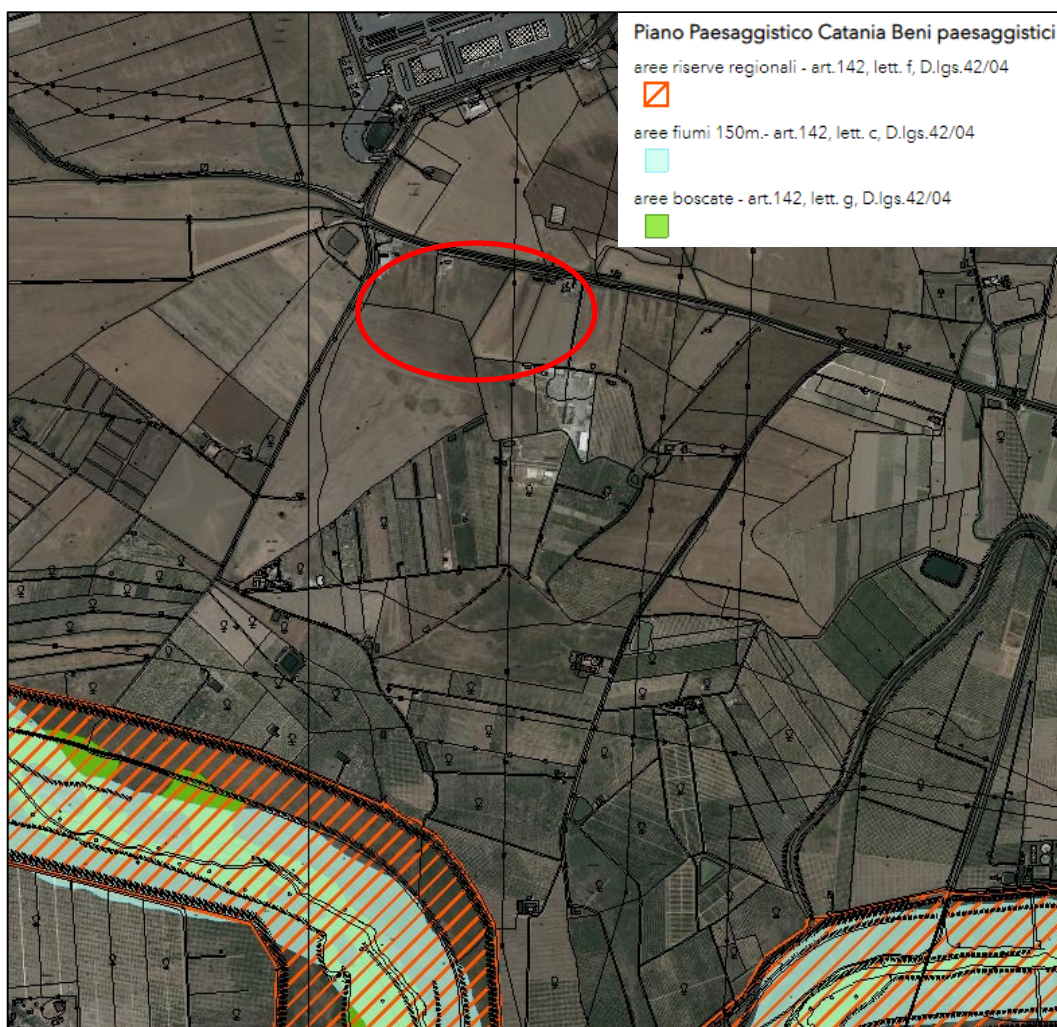 Piano Paesaggistico Catania Beni paesaggistici
aree riserve regionali - art.142, lett. f, D.lgs.42/04
aree fiumi 150m.- art.142, lett. c, D.lgs.42/04
aree boscate - art.142, lett. g, D.lgs.42/04